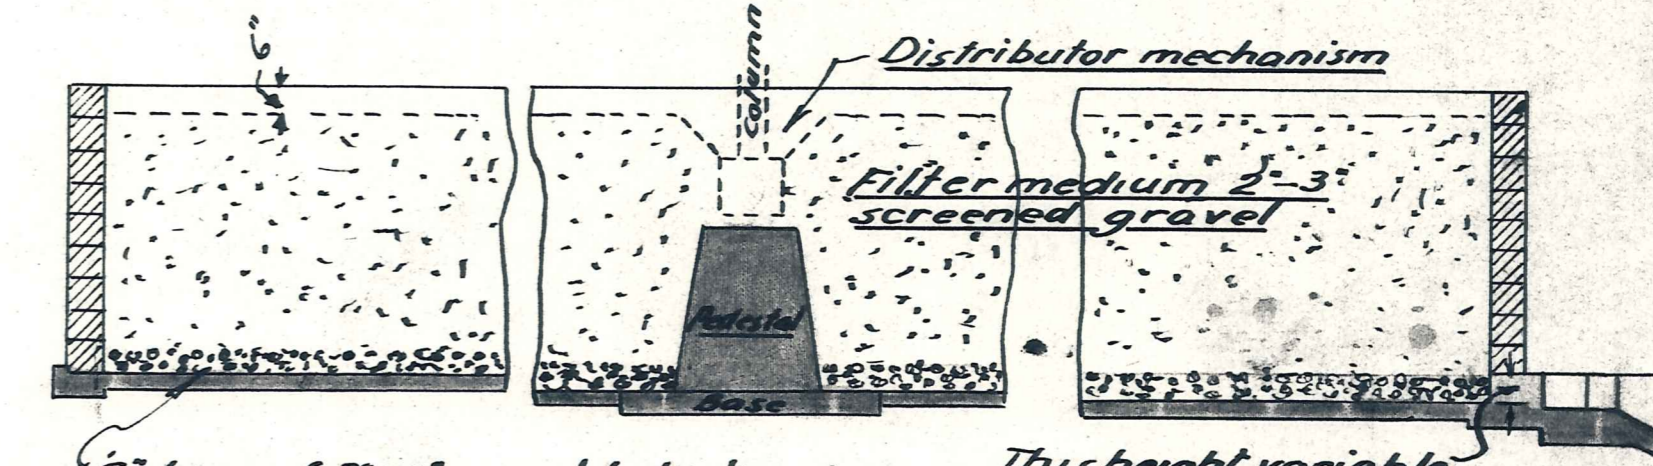 6"
Column
Distributor mechanism
Filter medium 2"-3"
screened gravel
Pedestal
Base
This height variable